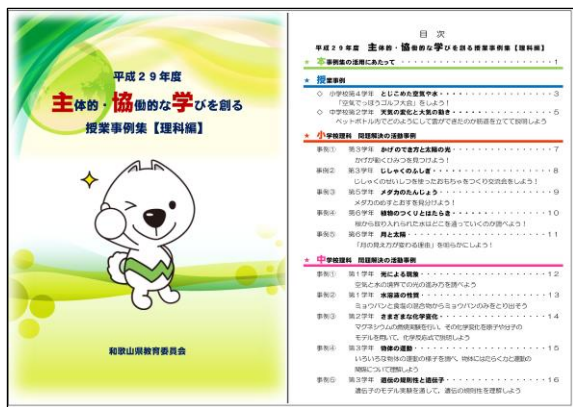 平成２９年度
主体的・協働的な学びを創る
授業事例集【理科編】
和歌山県教育委員会
目 次
平成２９年度 主体的・協働的な学びを創る授業事例集【理科編】
★ 本事例集の活用にあたって・・・・・・・・・・・・・・・・・・1
★ 授業事例
◇ 小学校第４学年 とじこめた空気や水・・・・・・・・・・・・・3
「空気でっぽうゴルフ大会」をしよう！
◇ 中学校第２学年 天気の変化と大気の動き・・・・・・・・・・・5
ペットボトル内でどのようにして雲ができたのか筋道を立てて説明しよう
★ 小学校理科 問題解決の活動事例
事例① 第３学年 かげのでき方と太陽の光・・・・・・・・・・・7
かげが動くひみつを見つけよう！
事例② 第３学年 じしゃくのふしぎ・・・・・・・・・・・・・・8
じしゃくのせいしつを使ったおもちゃをつくり交流会をしよう！
事例③ 第５学年 メダカのたんじょう・・・・・・・・・・・・・9
メダカのめすとおすを見分けよう！
事例④ 第６学年 植物のつくりとはたらき・・・・・・・・・・・10
根から取り入れられた水はどこを通っていくのか調べよう！
事例⑤ 第６学年 月と太陽・・・・・・・・・・・・・・・・・・11
「月の見え方が変わる理由」を明らかにしよう！
★ 中学校理科 問題解決の活動事例
事例① 第１学年 光による現象・・・・・・・・・・・・・・・・12
空気と水の境界での光の進み方を調べよう
事例② 第１学年 水溶液の性質・・・・・・・・・・・・・・・・13
ミョウバンと食塩の混合物からミョウバンのみをとり出そう
事例③ 第２学年 さまざまな化学変化・・・・・・・・・・・・・14
マグネシウムの燃焼実験を行い、その化学変化を原子や分子の
モデルを用いて、化学反応式で説明しよう
事例④ 第３学年 物体の運動・・・・・・・・・・・・・・・・・15
いろいろな物体の運動の様子を調べ、物体にはたらく力と運動の
関係について理解しよう
事例⑤ 第３学年 遺伝の規則性と遺伝子・・・・・・・・・・・・16
遺伝子のモデル実験を通して、遺伝の規則性を理解しよう